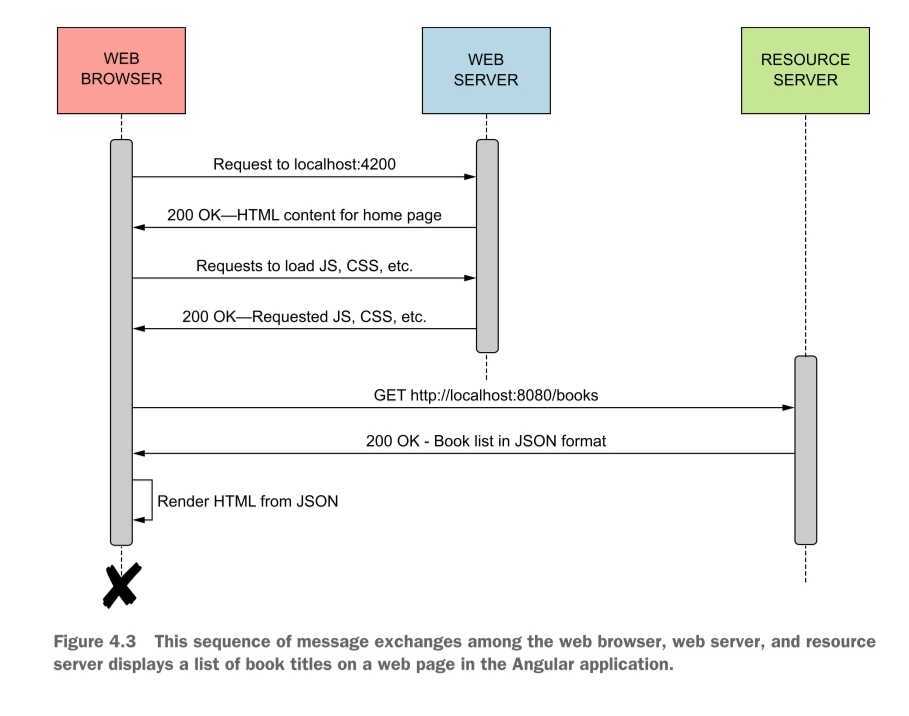 WEB
BROWSER
WEB
SERVER
RESOURCE
SERVER
Request to localhost:4200
200 OK—HTML content for home page
Requests to load JS, CSS, etc.
200 OK—Requested JS, CSS, etc.
GET http://localhost:8080/books
200 OK - Book list in JSON format
Render HTML from JSON
Figure 4.3 This sequence of message exchanges among the web browser, web server, and resource
server displays a list of book titles on a web page in the Angular application.